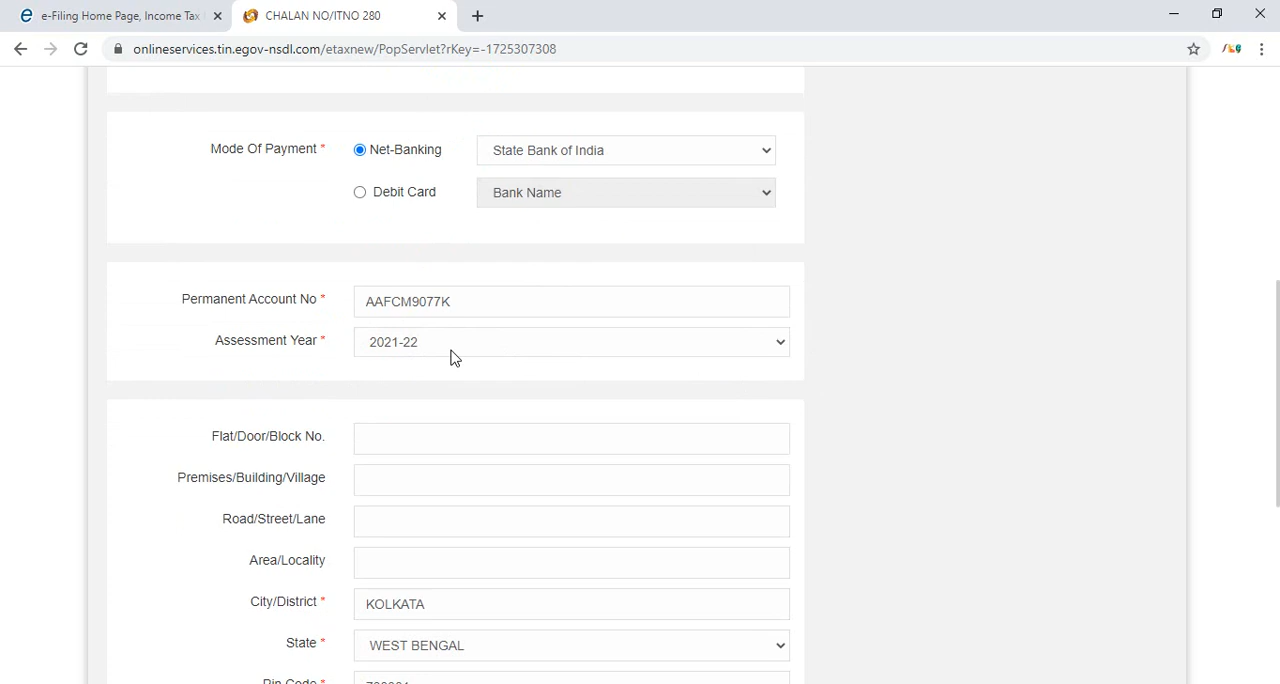 e-Filing Home Page, Income Tax
CHALAN NO/ITNO 280
onlineservices.tin.egov-nsdl.com/etaxnew/PopServlet?rKey=-1725307308
Mode Of Payment * Net-Banking State Bank of India
Debit Card Bank Name
Permanent Account No * AAFCM9077K
Assessment Year * 2021-22
Flat/Door/Block No.
Premises/Building/Village
Road/Street/Lane
Area/Locality
City/District * KOLKATA
State * WEST BENGAL
Pin Code *